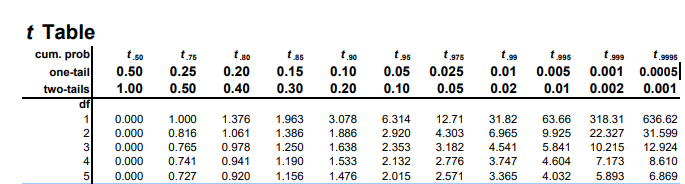 t Table
cum. prob t .50 t .75 t .80 t .85 t .90 t .95 t .975 t .99 t .995 t .999 t .9995
one-tail 0.50 0.25 0.20 0.15 0.10 0.05 0.025 0.01 0.005 0.001 0.0005
two-tails 1.00 0.50 0.40 0.30 0.20 0.10 0.05 0.02 0.01 0.002 0.001
df
1 0.000 1.000 1.376 1.963 3.078 6.314 12.71 31.82 63.66 318.31 636.62
2 0.000 0.816 1.061 1.386 1.886 2.920 4.303 6.965 9.925 22.327 31.599
3 0.000 0.765 0.978 1.250 1.638 2.353 3.182 4.541 5.841 10.215 12.924
4 0.000 0.741 0.941 1.190 1.533 2.132 2.776 3.747 4.604 7.173 8.610
5 0.000 0.727 0.920 1.156 1.476 2.015 2.571 3.365 4.032 5.893 6.869